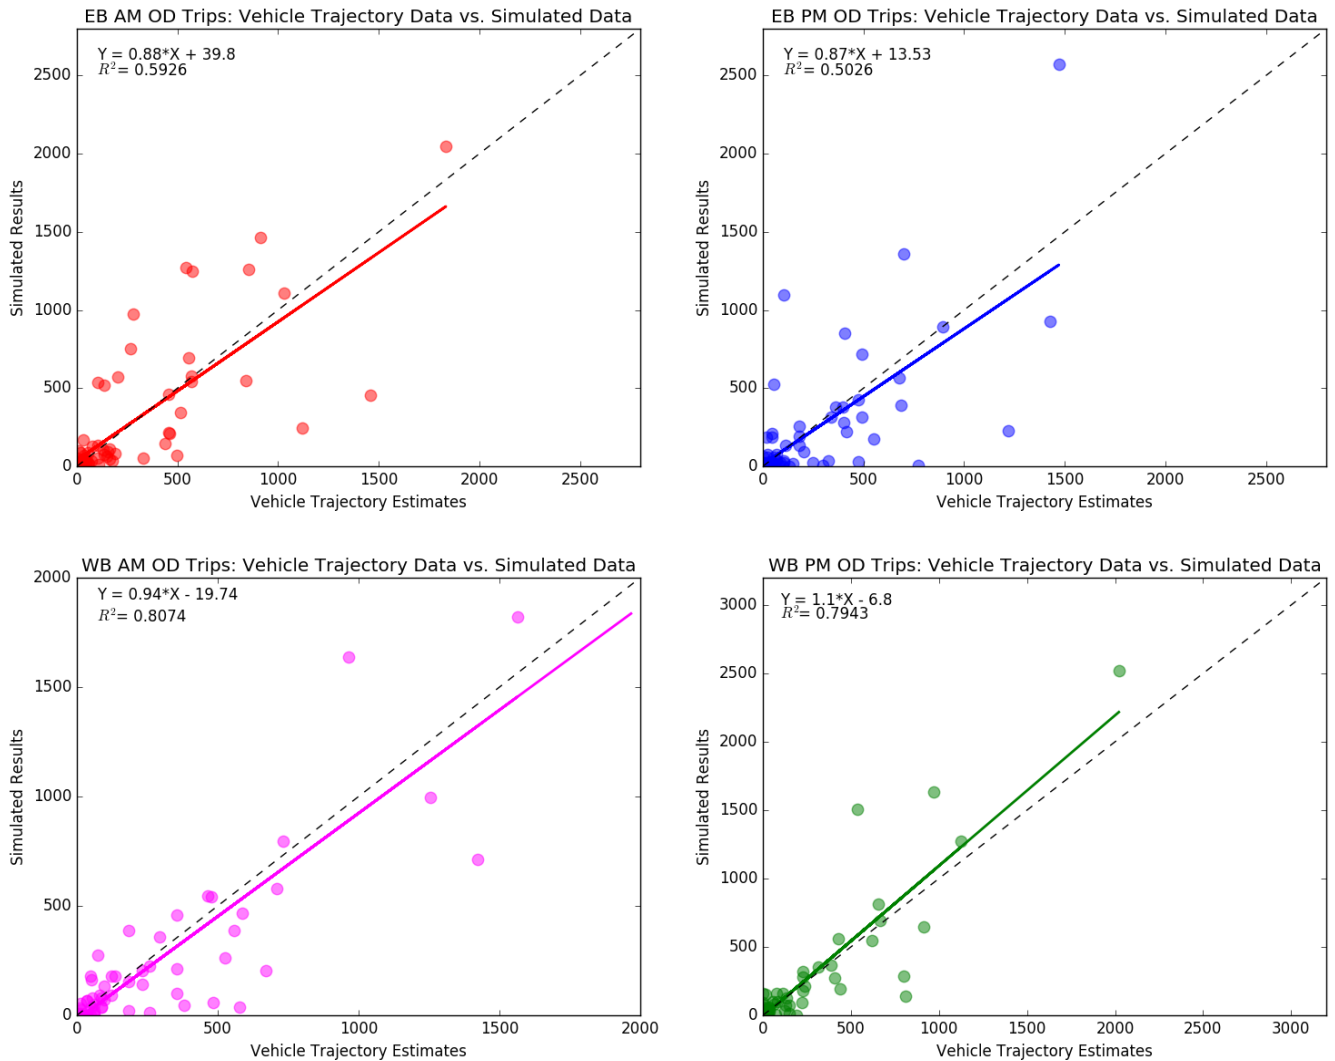 EB AM OD Trips: Vehicle Trajectory Data vs. Simulated Data
Y = 0.88*X + 39.8
R²= 0.5926
2500
2000
1500
1000
500
0
Simulated Results
0 500 1000 1500 2000 2500
Vehicle Trajectory Estimates
EB PM OD Trips: Vehicle Trajectory Data vs. Simulated Data
Y = 0.87*X + 13.53
R²= 0.5026
2500
2000
1500
1000
500
0
Simulated Results
0 500 1000 1500 2000 2500
Vehicle Trajectory Estimates
WB AM OD Trips: Vehicle Trajectory Data vs. Simulated Data
Y = 0.94*X - 19.74
R²= 0.8074
2000
1500
1000
500
0
Simulated Results
0 500 1000 1500 2000
Vehicle Trajectory Estimates
WB PM OD Trips: Vehicle Trajectory Data vs. Simulated Data
Y = 1.1*X - 6.8
R²= 0.7943
3000
2500
2000
1500
1000
500
0
Simulated Results
0 500 1000 1500 2000 2500 3000
Vehicle Trajectory Estimates